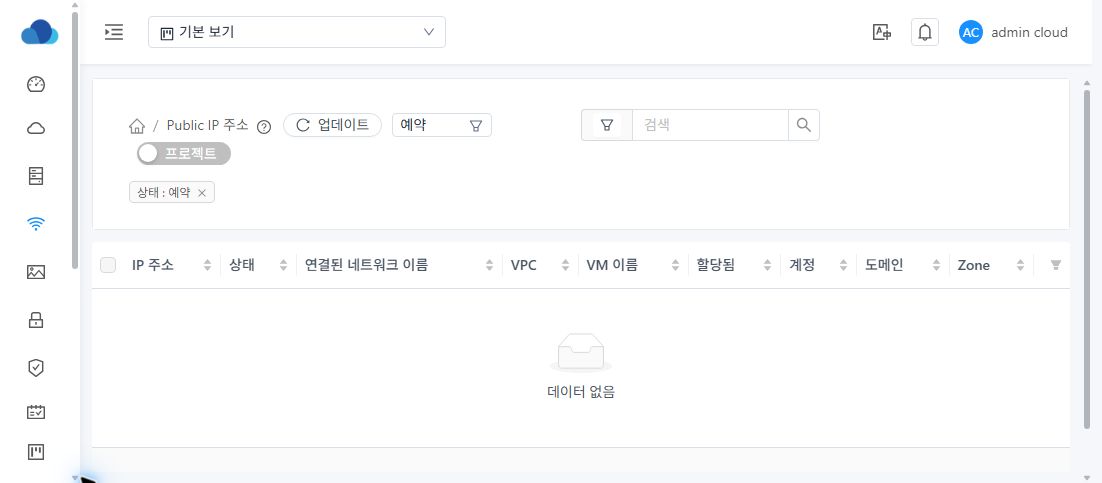 기본 보기
AC admin cloud
/ Public IP 주소 업데이트 예약 검색
프로젝트
상태 : 예약
IP 주소 상태 연결된 네트워크 이름 VPC VM 이름 할당됨 계정 도메인 Zone
데이터 없음